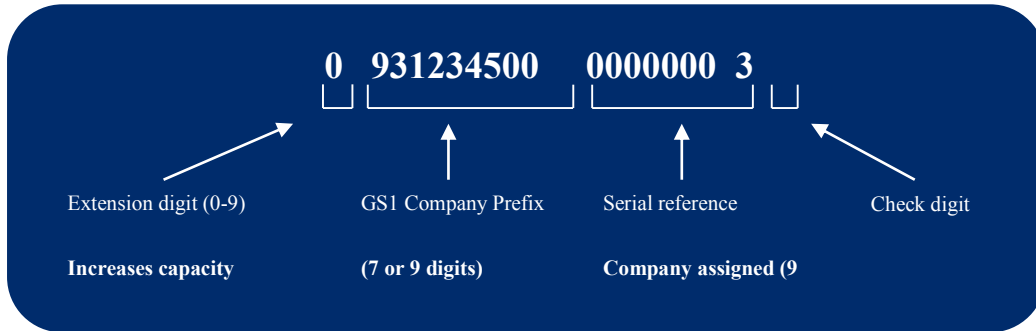 0 931234500 0000000 3
Extension digit (0-9) GS1 Company Prefix Serial reference Check digit
Increases capacity (7 or 9 digits) Company assigned (9